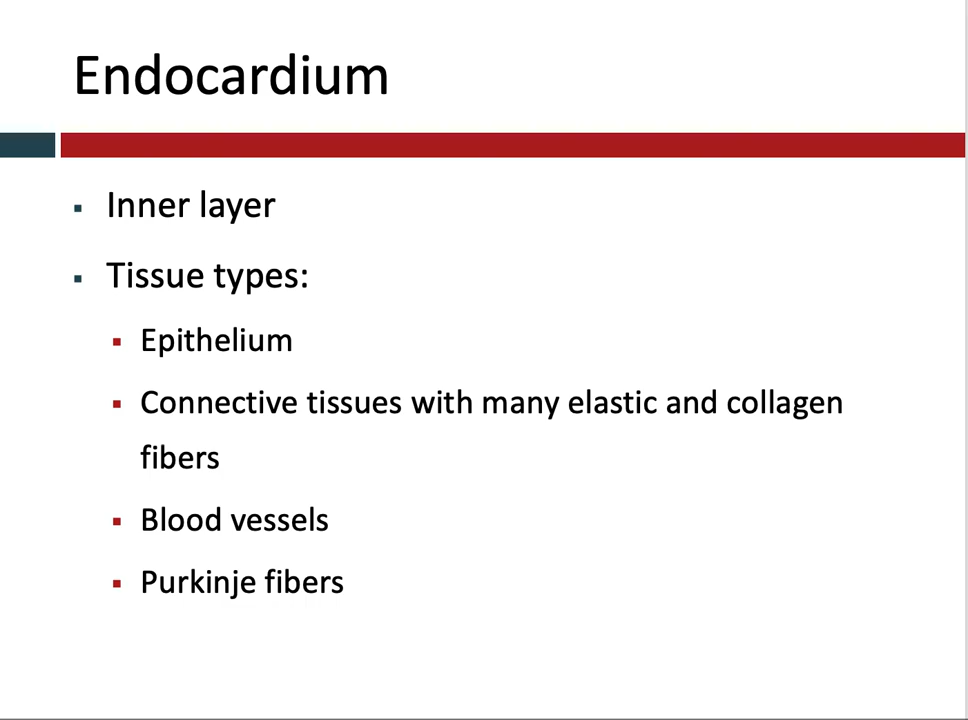 Endocardium
▪ Inner layer
▪ Tissue types:
▪ Epithelium
▪ Connective tissues with many elastic and collagen
fibers
▪ Blood vessels
▪ Purkinje fibers